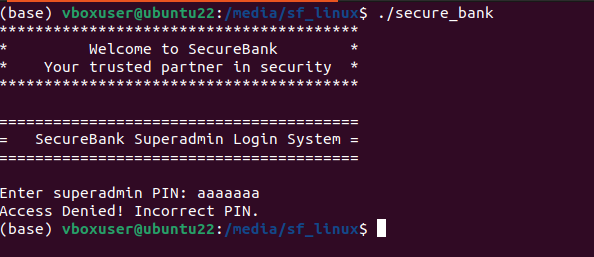 (base) vboxuser@ubuntu22:/media/sf_linux$ ./secure_bank
****************************************
*         Welcome to SecureBank        *
*    Your trusted partner in security  *
****************************************
========================================
=   SecureBank Superadmin Login System =
========================================
Enter superadmin PIN: aaaaaaa
Access Denied! Incorrect PIN.
(base) vboxuser@ubuntu22:/media/sf_linux$